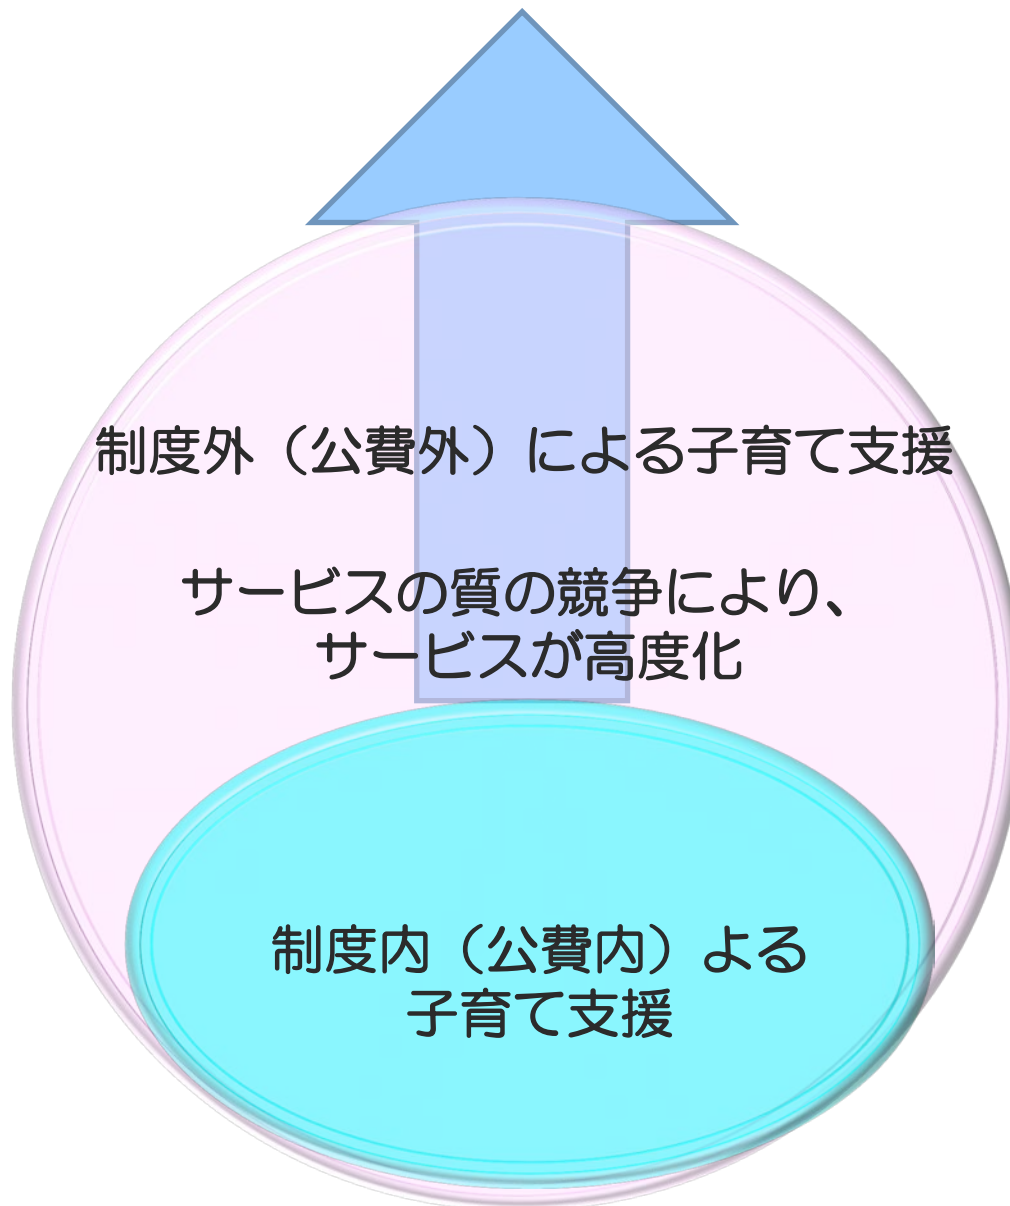 制度外（公費外）による子育て支援
サービスの質の競争により、
サービスが高度化
制度内（公費内）よる
子育て支援